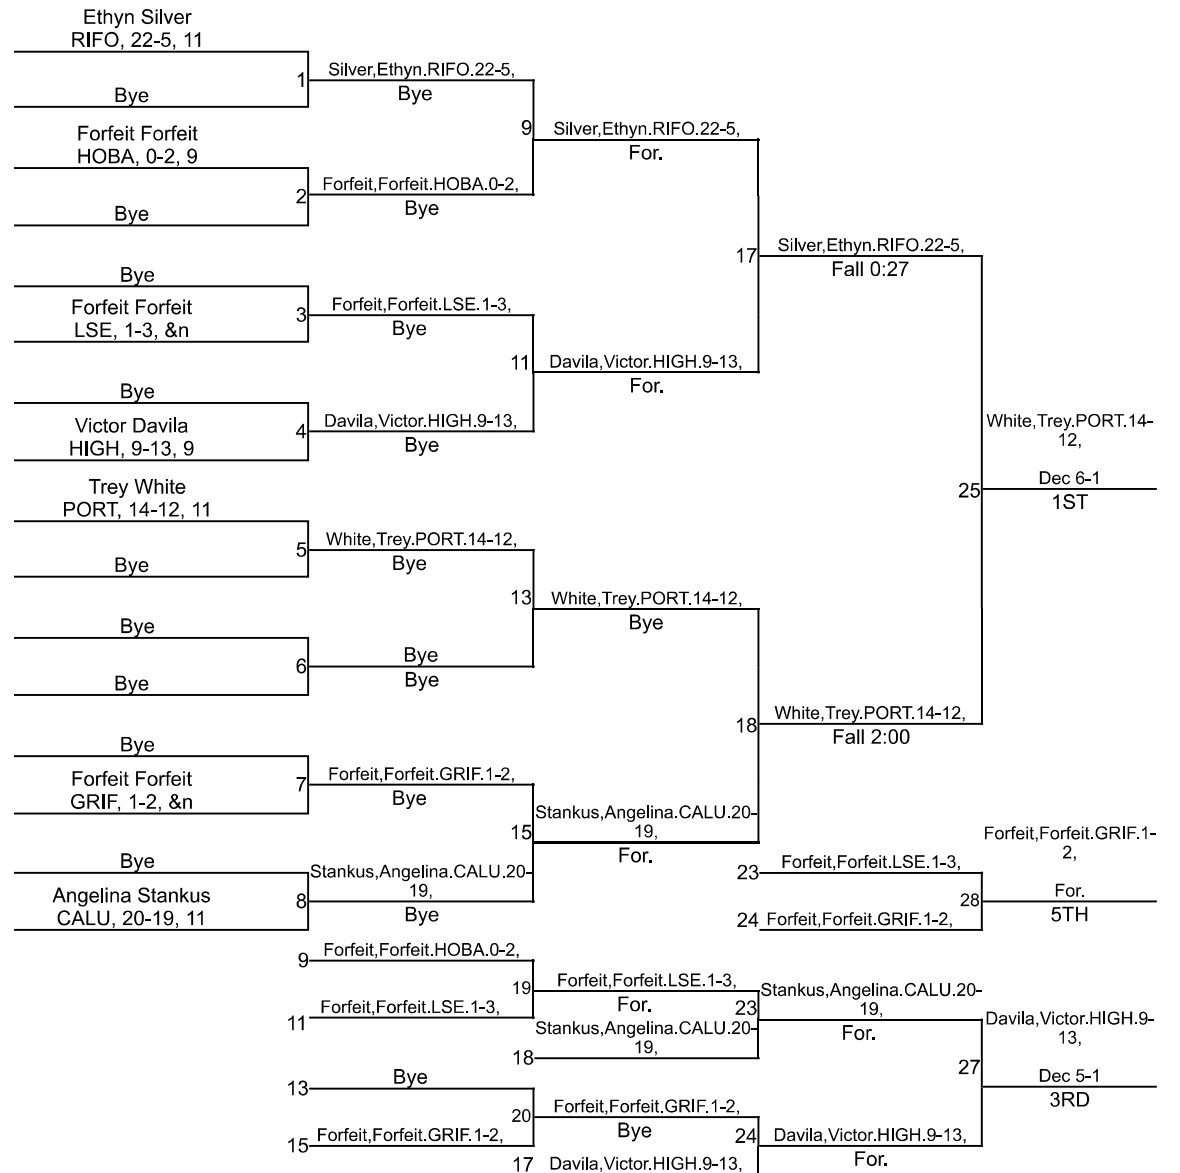 Ethyn Silver
RIFO, 22-5, 11
1
Silver,Ethyn.RIFO.22-5,
Bye
Bye
9
Silver,Ethyn.RIFO.22-5,
For.
Forfeit Forfeit
HOBA, 0-2, 9
2
Forfeit,Forfeit.HOBA.0-2,
Bye
Bye
17
Silver,Ethyn.RIFO.22-5,
Fall 0:27
Bye
Forfeit Forfeit
LSE, 1-3, &n
3
Forfeit,Forfeit.LSE.1-3,
Bye
11
Davila,Victor.HIGH.9-13,
For.
Bye
Victor Davila
HIGH, 9-13, 9
4
Davila,Victor.HIGH.9-13,
Bye
White,Trey.PORT.14-
12,
25
Dec 6-1
1ST
Trey White
PORT, 14-12, 11
5
White,Trey.PORT.14-12,
Bye
Bye
13
White,Trey.PORT.14-12,
Bye
Bye
6
Bye
Bye
Bye
18
White,Trey.PORT.14-12,
Fall 2:00
Bye
Forfeit Forfeit
GRIF, 1-2, &n
7
Forfeit,Forfeit.GRIF.1-2,
Bye
15
Stankus,Angelina.CALU.20-
19,
For.
Bye
Angelina Stankus
CALU, 20-19, 11
8
Stankus,Angelina.CALU.20-
19,
Bye
23
Forfeit,Forfeit.LSE.1-3,
24
Forfeit,Forfeit.GRIF.1-2,
28
Forfeit,Forfeit.GRIF.1-
2,
For.
5TH
9
Forfeit,Forfeit.HOBA.0-2,
11
Forfeit,Forfeit.LSE.1-3,
19
Forfeit,Forfeit.LSE.1-3,
For.
18
Stankus,Angelina.CALU.20-
19,
23
Stankus,Angelina.CALU.20-
19,
For.
13
Bye
15
Forfeit,Forfeit.GRIF.1-2,
20
Forfeit,Forfeit.GRIF.1-2,
Bye
17
Davila,Victor.HIGH.9-13,
24
Davila,Victor.HIGH.9-13,
For.
27
Davila,Victor.HIGH.9-
13,
Dec 5-1
3RD